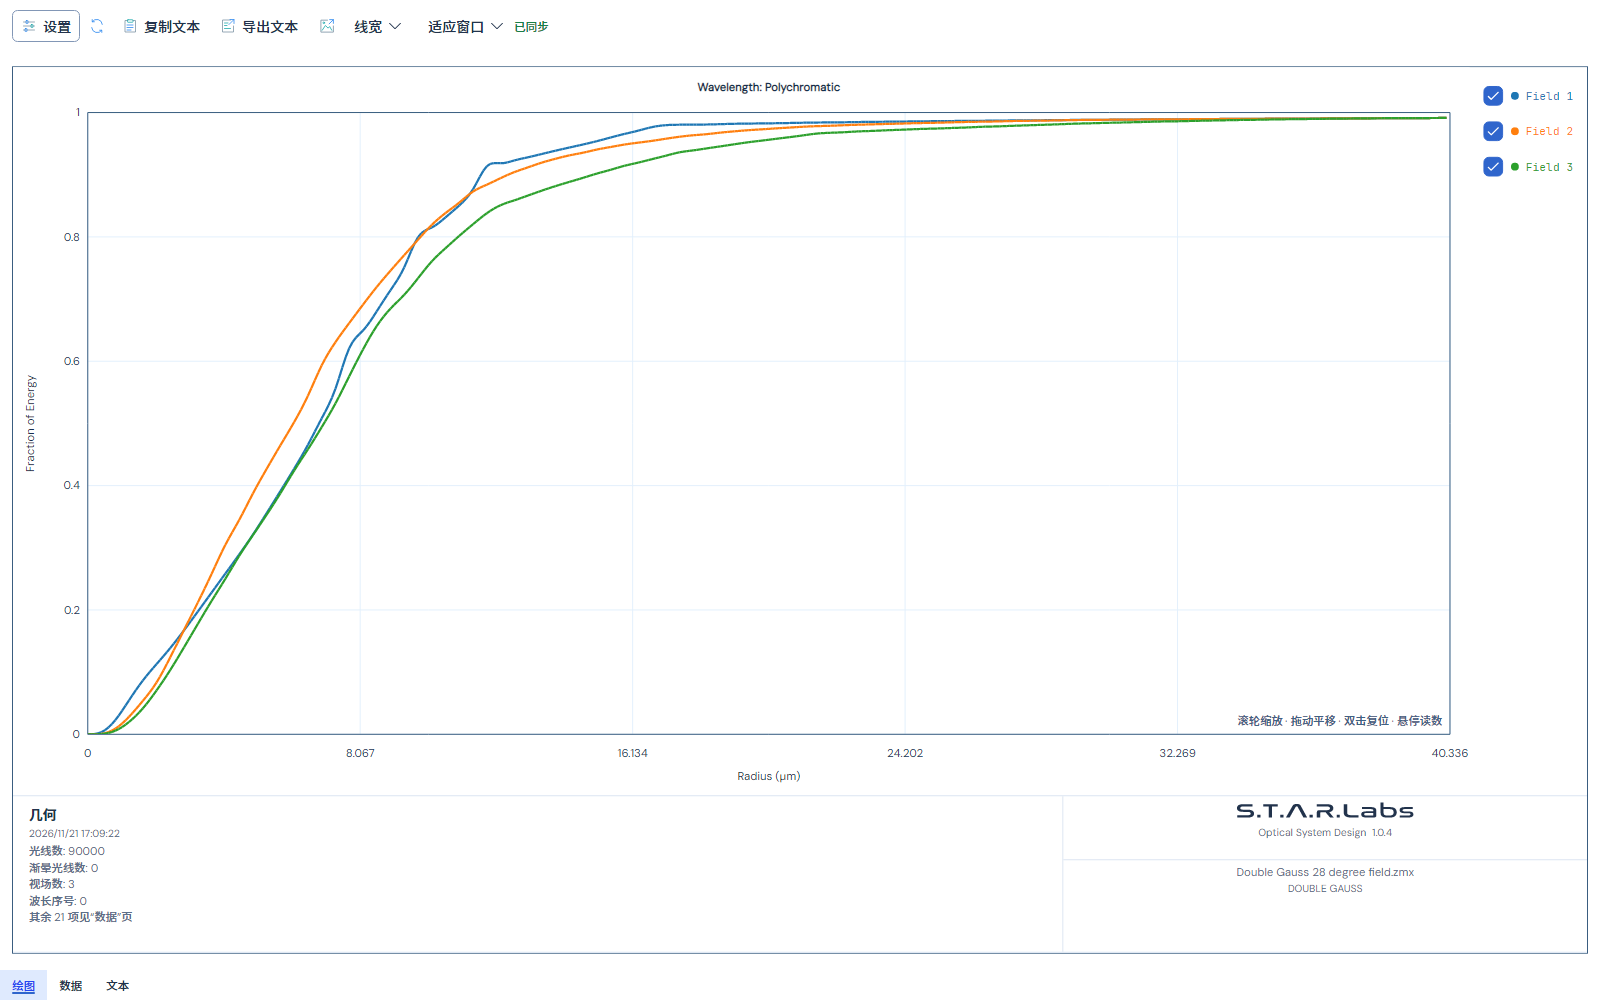 设置 复制文本 导出文本 线宽 适应窗口 已同步
Wavelength: Polychromatic
Field 1
Field 2
Field 3
1
0.8
0.6
0.4
0.2
0
Fraction of Energy
滚轮缩放 · 拖动平移 · 双击复位 · 悬停读数
0 8.067 16.134 24.202 32.269 40.336
Radius (µm)
几何
2026/11/21 17:09:22
光线数: 90000
渐晕光线数: 0
视场数: 3
波长序号: 0
其余 21 项见“数据”页
S.T.A.R.Labs
Optical System Design 1.0.4
Double Gauss 28 degree field.zmx
DOUBLE GAUSS
绘图 数据 文本